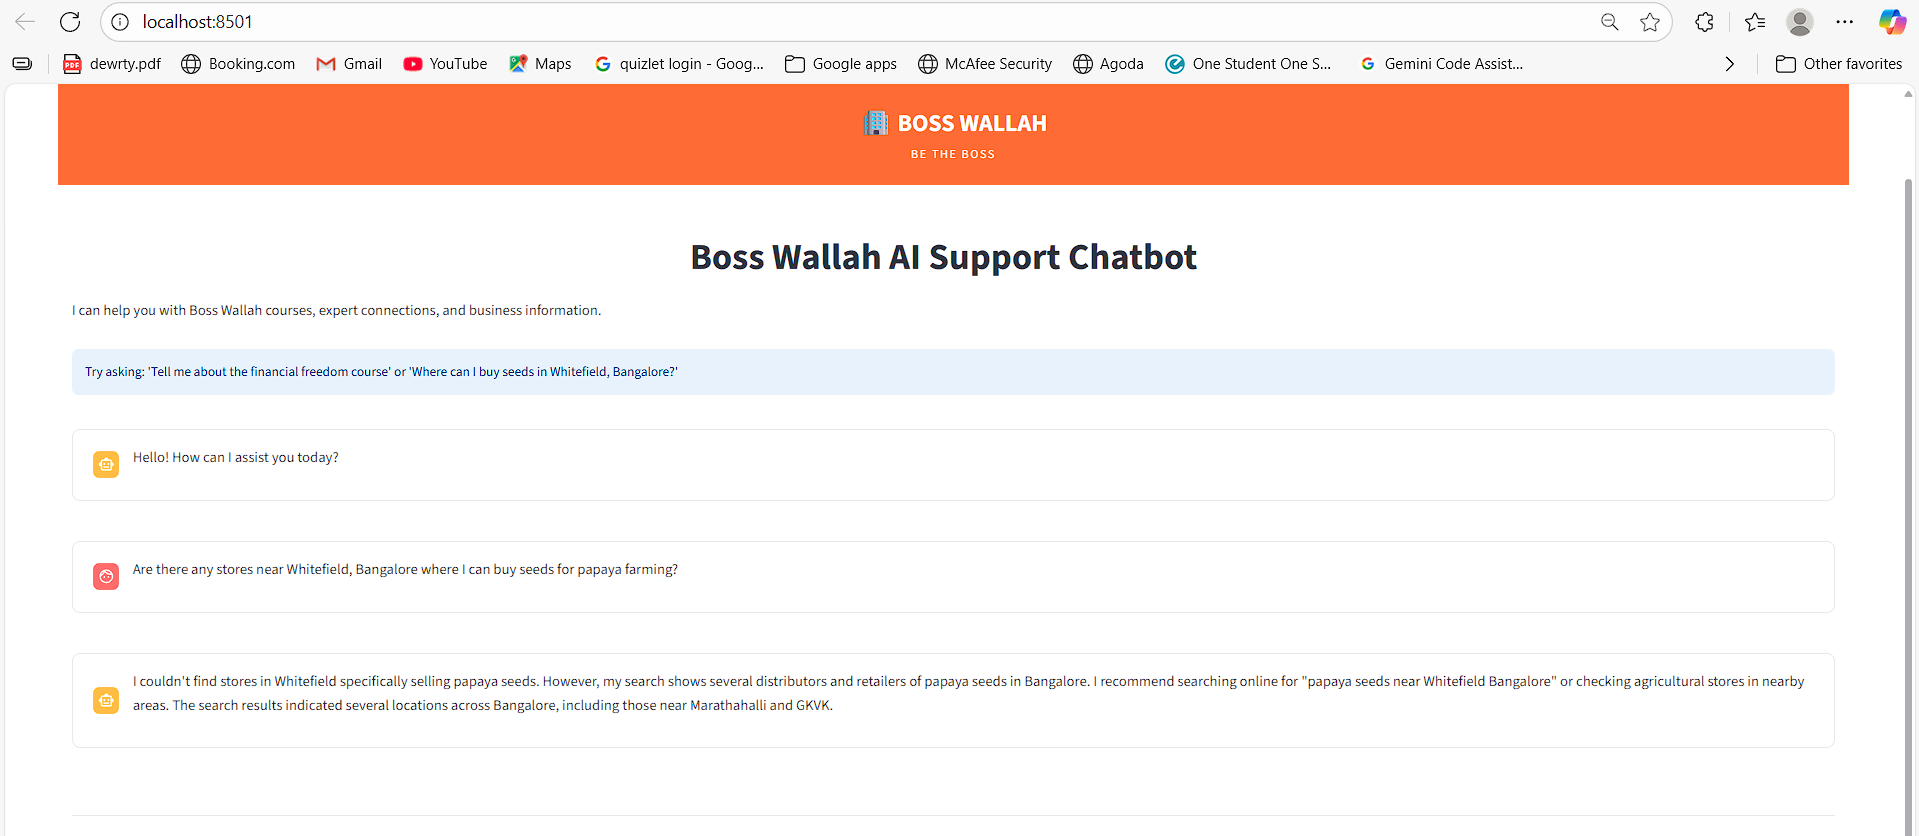 localhost:8501
dewrty.pdf
Booking.com
Gmail
YouTube
Maps
quizlet login - Goog...
Google apps
McAfee Security
Agoda
One Student One S...
Gemini Code Assist...
Other favorites
BOSS WALLAH
BE THE BOSS
Boss Wallah AI Support Chatbot
I can help you with Boss Wallah courses, expert connections, and business information.
Try asking: 'Tell me about the financial freedom course' or 'Where can I buy seeds in Whitefield, Bangalore?'
Hello! How can I assist you today?
Are there any stores near Whitefield, Bangalore where I can buy seeds for papaya farming?
I couldn't find stores in Whitefield specifically selling papaya seeds. However, my search shows several distributors and retailers of papaya seeds in Bangalore. I recommend searching online for "papaya seeds near Whitefield Bangalore" or checking agricultural stores in nearby
areas. The search results indicated several locations across Bangalore, including those near Marathahalli and GKVK.